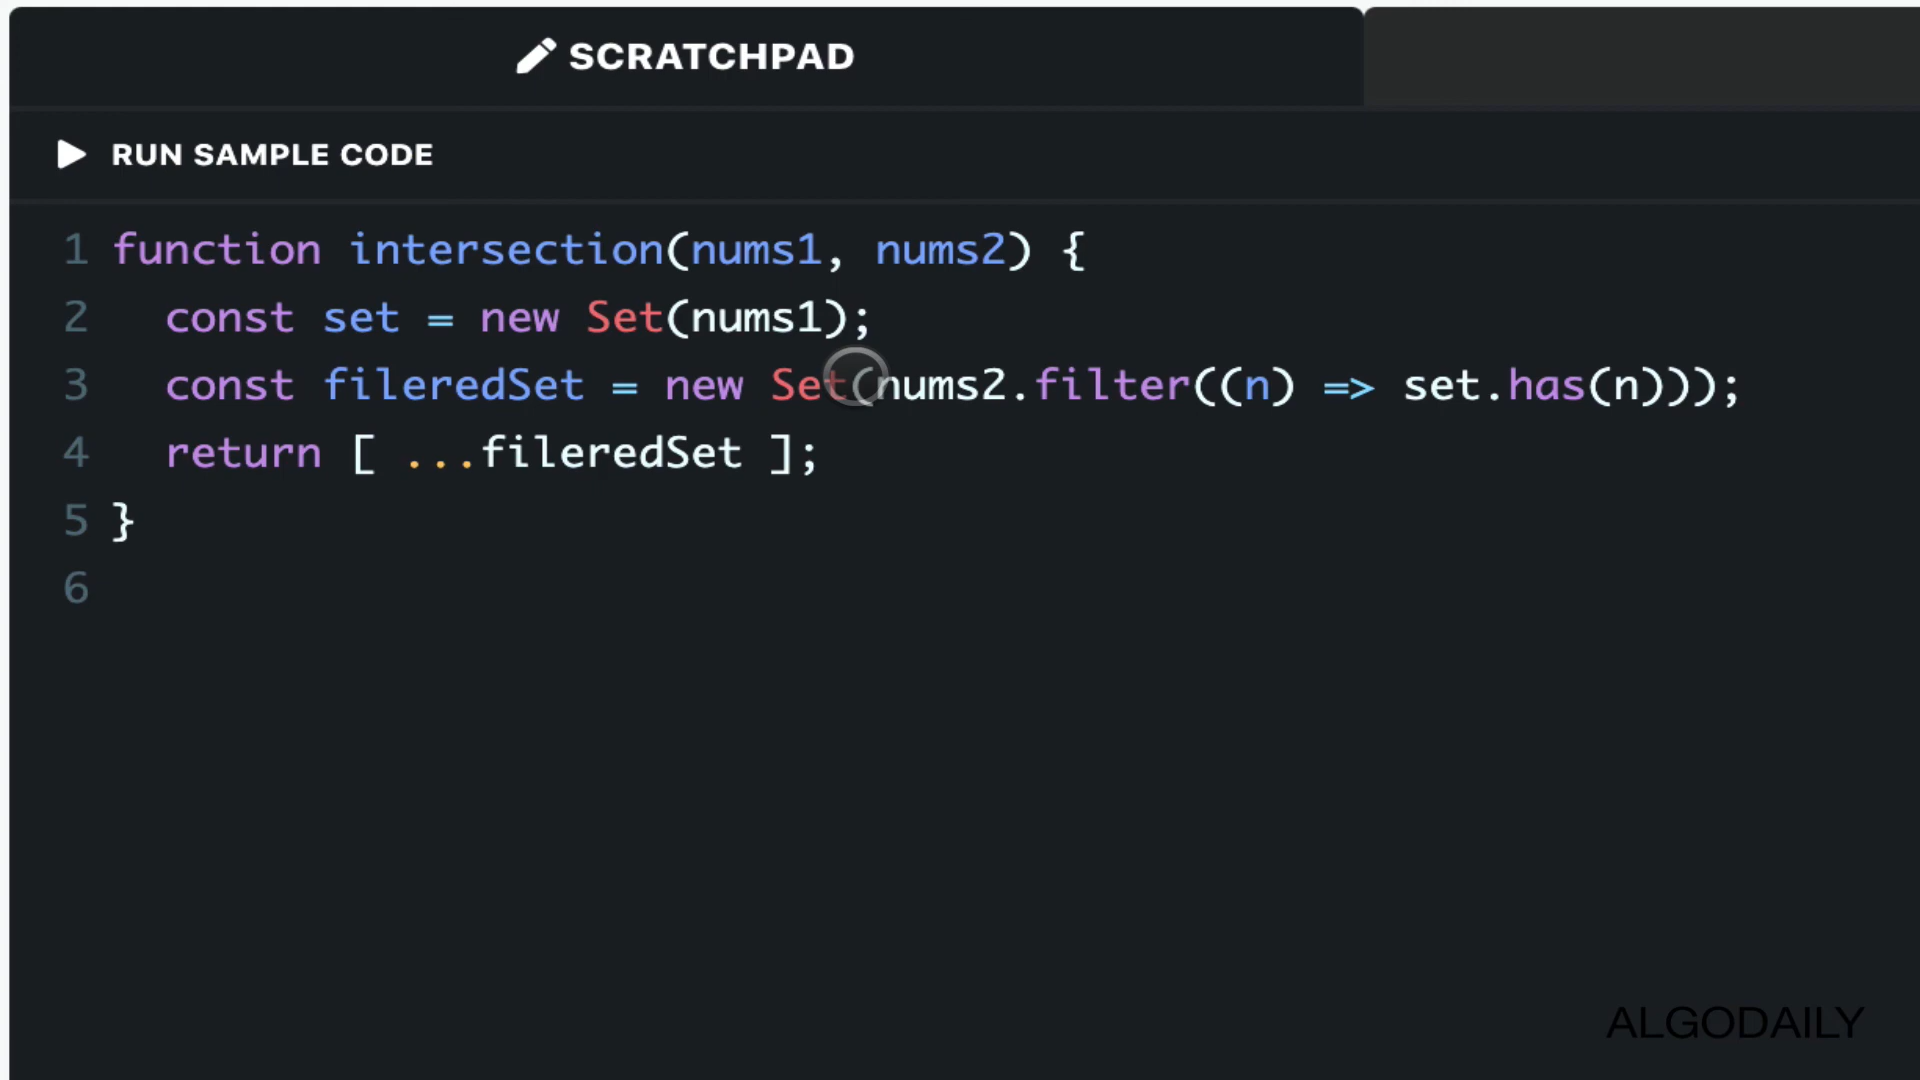 SCRATCHPAD
RUN SAMPLE CODE
1 function intersection(nums1, nums2) {
2   const set = new Set(nums1);
3   const fileredSet = new Set(nums2.filter((n) => set.has(n)));
4   return [ ...fileredSet ];
5 }
6
ALGODAILY